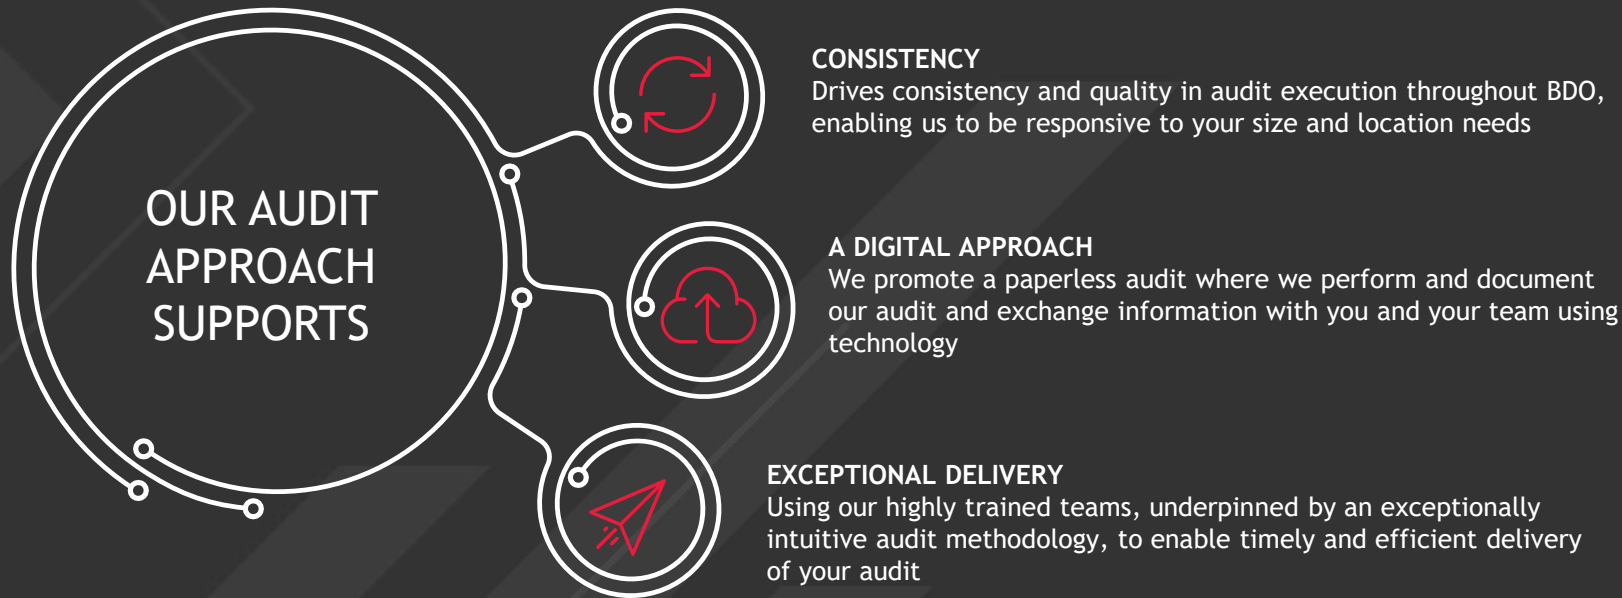 OUR AUDIT
APPROACH
SUPPORTS
CONSISTENCY
Drives consistency and quality in audit execution throughout BDO,
enabling us to be responsive to your size and location needs
A DIGITAL APPROACH
We promote a paperless audit where we perform and document
our audit and exchange information with you and your team using
technology
EXCEPTIONAL DELIVERY
Using our highly trained teams, underpinned by an exceptionally
intuitive audit methodology, to enable timely and efficient delivery
of your audit